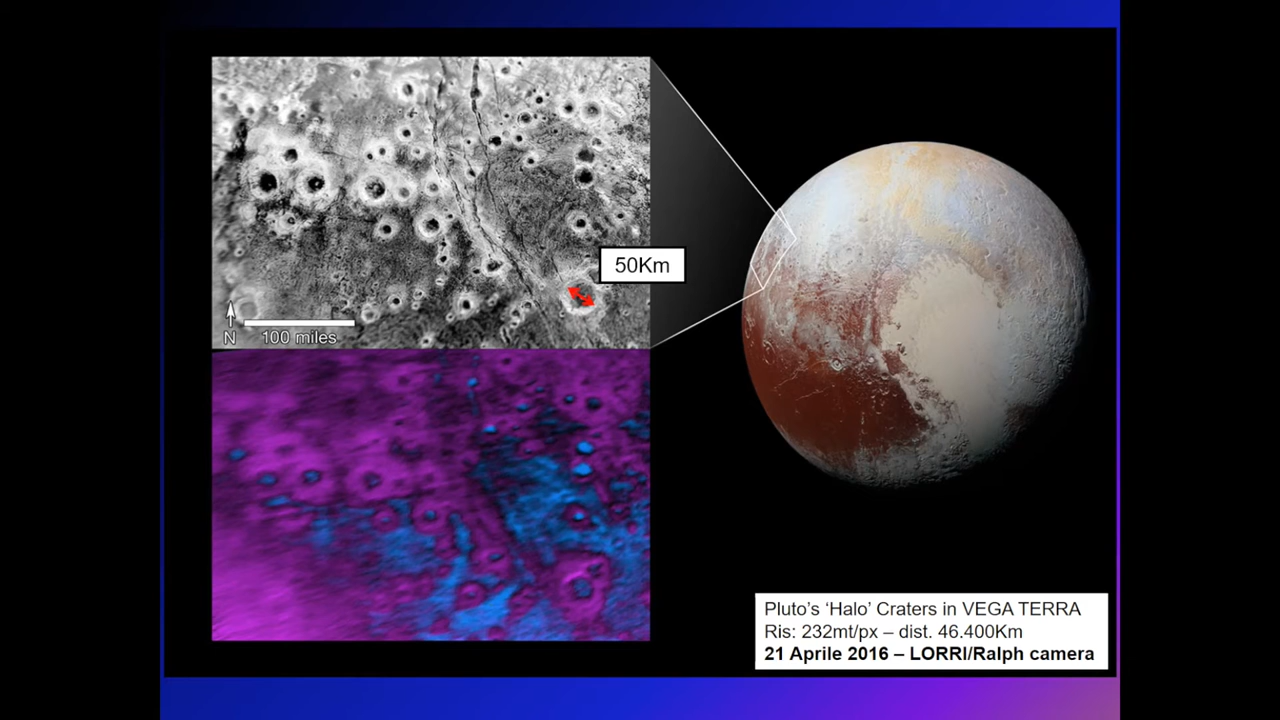 50Km
N
100 miles
Pluto's 'Halo' Craters in VEGA TERRA
Ris: 232mt/px – dist. 46.400Km
21 Aprile 2016 – LORRI/Ralph camera